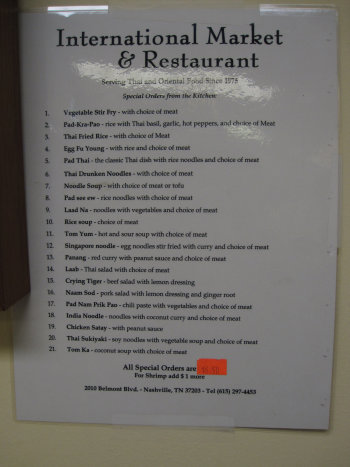 International Market
& Restaurant
Serving Thai and Oriental Food Since 1975
Special Orders from the Kitchen
1. Vegetable Stir Fry - with choice of meat
2. Pad-Kra-Pao - rice with Thai basil, garlic, hot peppers, and choice of Meat
3. Thai Fried Rice - with choice of Meat
4. Egg Fu Young - with rice and choice of meat
5. Pad Thai - the classic Thai dish with rice noodles and choice of meat
6. Thai Drunken Noodles - with choice of meat
7. Noodle Soup - with choice of meat or tofu
8. Pad see ew - rice noodles with choice of meat
9. Laad Na - noodles with vegetables and choice of meat
10. Rice soup - choice of meat
11. Tom Yum - hot and sour soup with choice of meat
12. Singapore noodle - egg noodles stir fried with curry and choice of meat
13. Panang - red curry with peanut sauce and choice of meat
14. Laab - Thai salad with choice of meat
15. Crying Tiger - beef salad with lemon dressing
16. Naam Sod - pork salad with lemon dressing and ginger root
17. Pad Nam Prik Pao - chili paste with vegetables and choice of meat
18. India Noodle - noodles with coconut curry and choice of meat
19. Chicken Satay - with peanut sauce
20. Thai Sukiyaki - soy noodles with vegetable soup and choice of meat
21. Tom Ka - coconut soup with choice of meat
All Special Orders are
For Shrimp add $ 1 more
2010 Belmont Blvd. - Nashville, TN 37203 - Tel (615) 297-4453